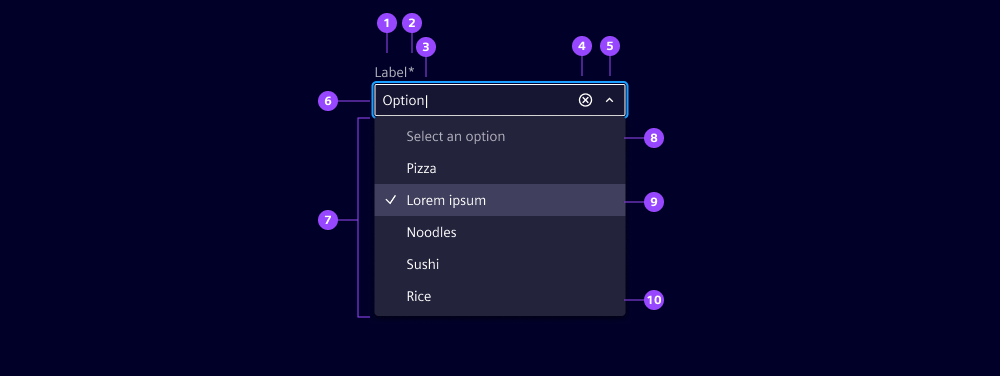 1 2
3 4 5
Label*
6 Option|
Select an option 8
Pizza
Lorem ipsum 9
7
Noodles
Sushi
Rice 10